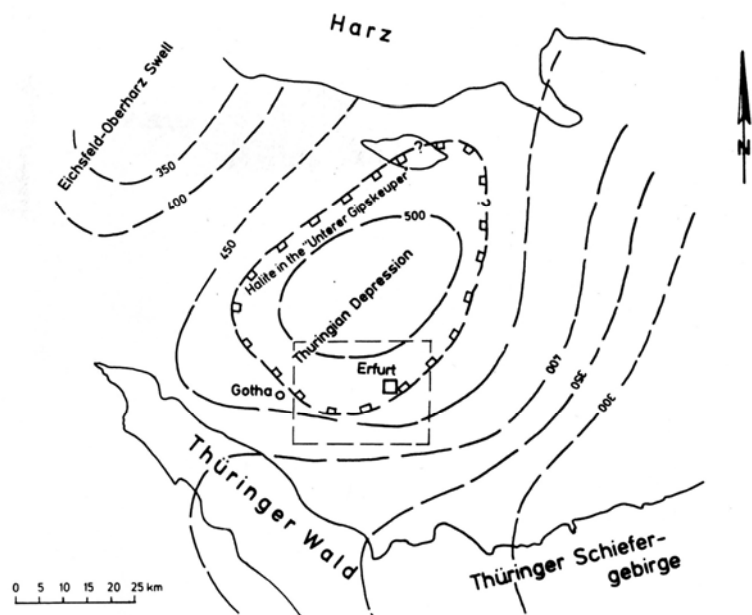 Harz
Eichsfeld-Oberharz Swell
350
400
450
?
Halite in the "Unterer Gipskeuper"
?
500
N
Thuringian Depression
Erfurt
Gotha
400
350
300
Thüringer Wald
Thüringer Schiefer-
gebirge
0 5 10 15 20 25 km